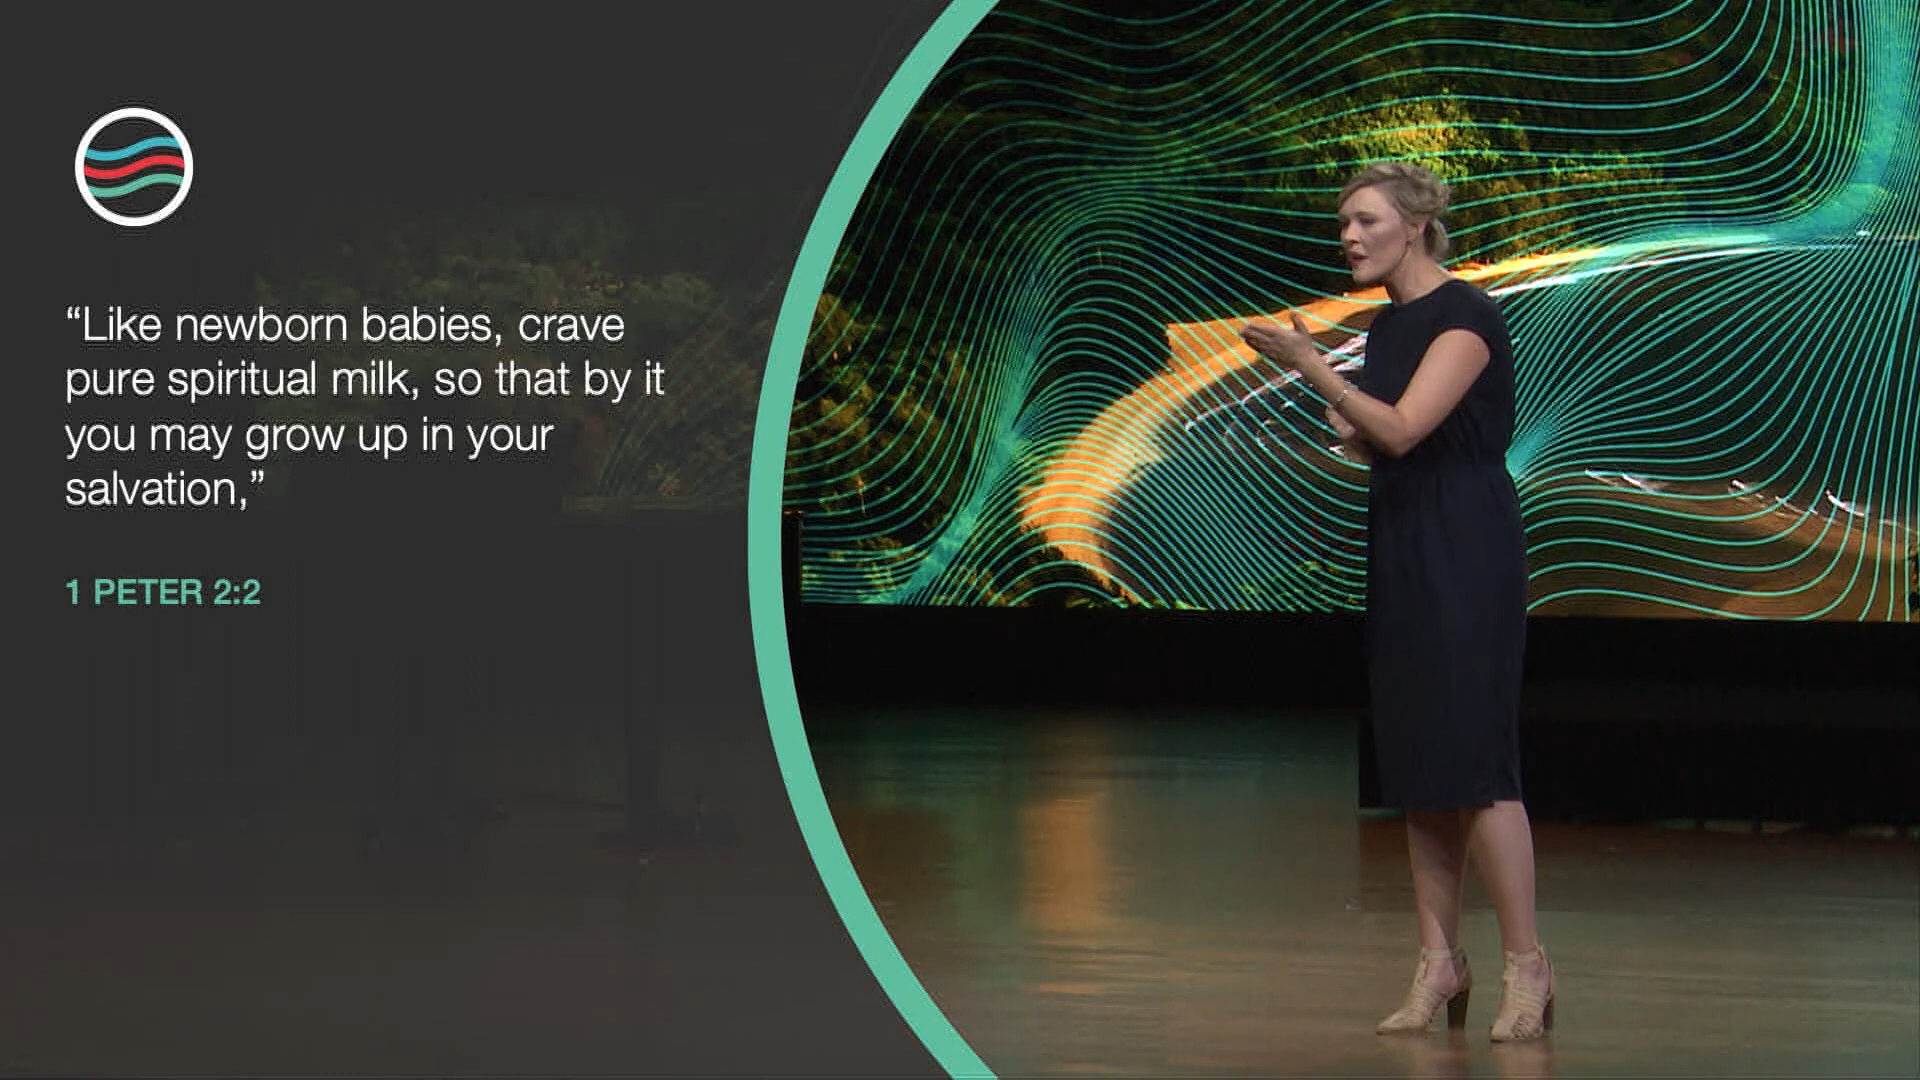 “Like newborn babies, crave
pure spiritual milk, so that by it
you may grow up in your
salvation,”
1 PETER 2:2